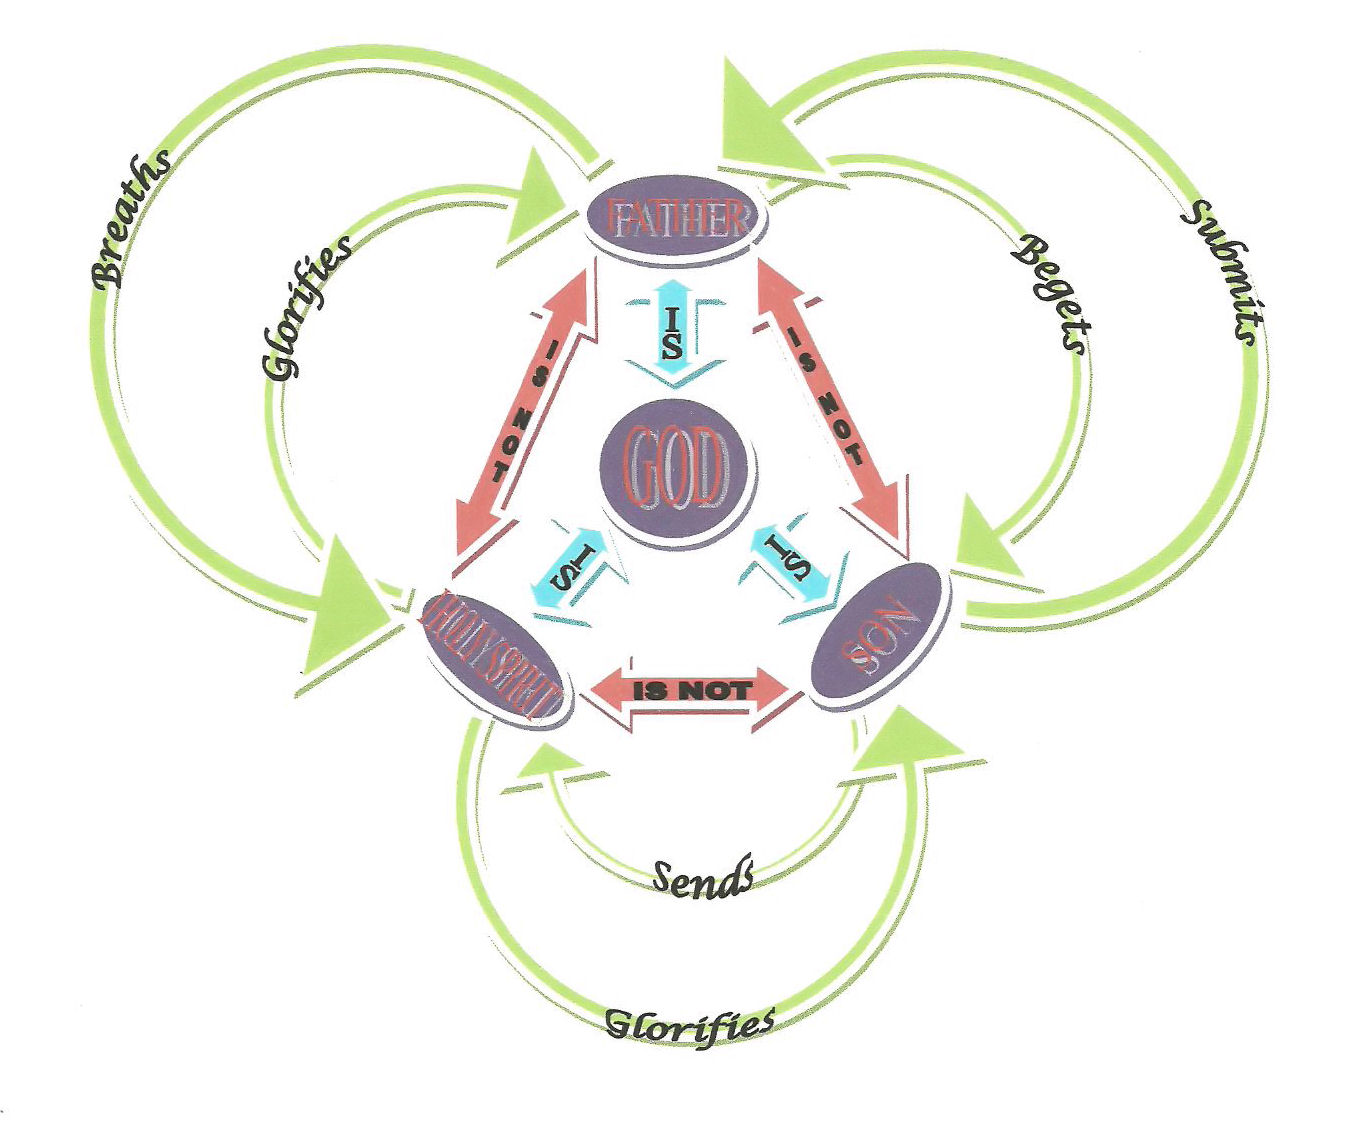 Breaths
Submits
FATHER
Glorifies
Begets
IS
IS NOT
IS NOT
GOD
IS
IS
HOLY SPIRIT
SON
IS NOT
Sends
Glorifies